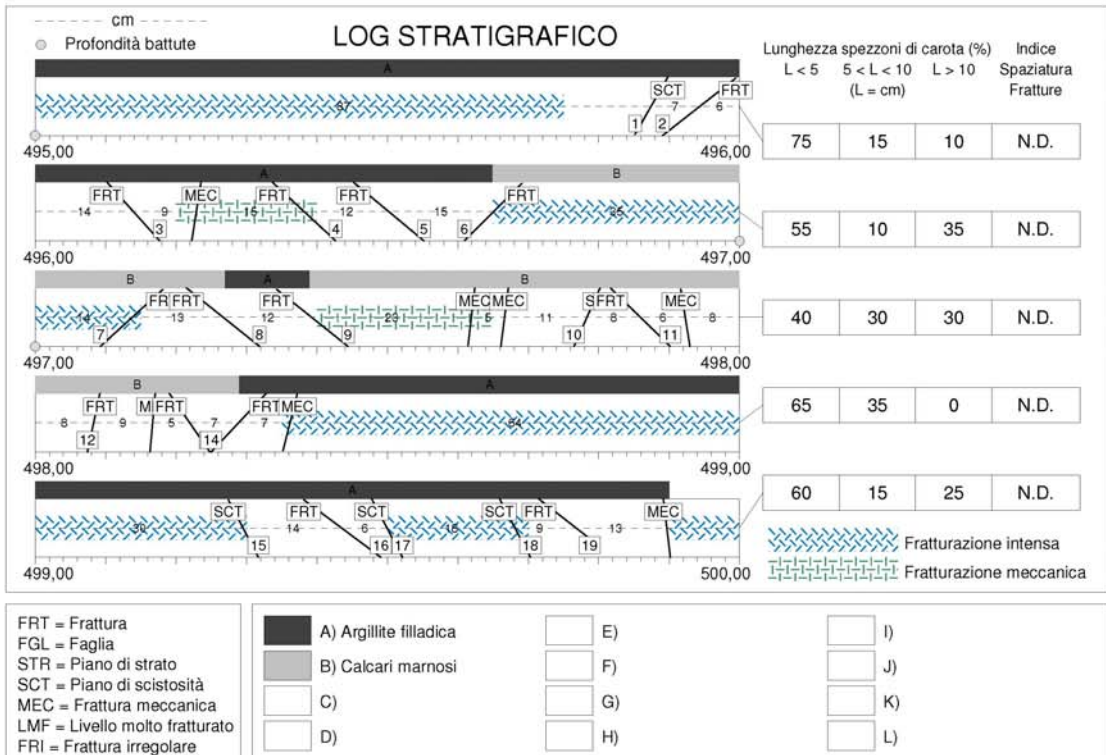 cm
Profondità battute
LOG STRATIGRAFICO
Lunghezza spezzoni di carota (%)
Indice
L < 5
5 < L < 10
L > 10
Spaziatura
(L = cm)
Fratture
A
SCT
FRT
87
7
6
1
2
495,00
496,00
75
15
10
N.D.
A
B
FRT
MEC
FRT
FRT
FRT
14
9
15
12
15
35
3
4
5
6
496,00
497,00
55
10
35
N.D.
B
A
B
FRT
FRT
MEC
MEC
FRT
MEC
14
13
12
23
5
11
8
6
8
7
8
9
10
11
497,00
498,00
40
30
30
N.D.
B
A
FRT
FRT
FRT
MEC
8
9
5
7
7
64
12
14
498,00
499,00
65
35
0
N.D.
A
SCT
FRT
SCT
SCT
FRT
MEC
30
14
6
18
9
13
15
16
17
18
19
499,00
500,00
60
15
25
N.D.
Fratturazione intensa
Fratturazione meccanica
FRT = Frattura
FGL = Faglia
STR = Piano di strato
SCT = Piano di scistosità
MEC = Frattura meccanica
LMF = Livello molto fratturato
FRI = Frattura irregolare
A) Argillite filladica
B) Calcari marnosi
C)
D)
E)
F)
G)
H)
I)
J)
K)
L)